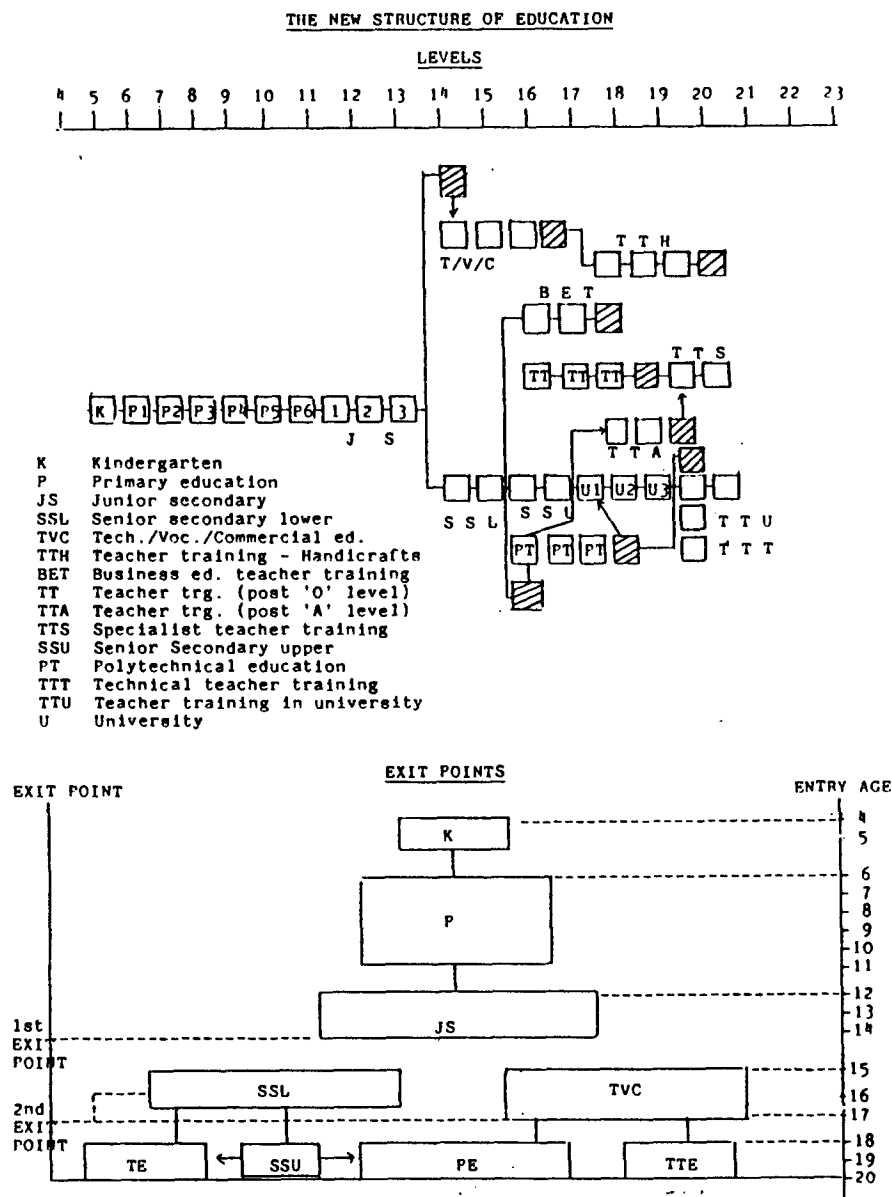 THE NEW STRUCTURE OF EDUCATION
LEVELS
4 5 6 7 8 9 10 11 12 13 14 15 16 17 18 19 20 21 22 23
T/V/C
T T H
B E T
TT TT TT
T T S
K P1 P2 P3 P4 P5 P6 1 2 3
J S
T T A
S S L
S S U
U1 U2 U3
T T U
PT PT PT
T T T
K Kindergarten
P Primary education
JS Junior secondary
SSL Senior secondary lower
TVC Tech./Voc./Commercial ed.
TTH Teacher training - Handicrafts
BET Business ed. teacher training
TT Teacher trg. (post 'O' level)
TTA Teacher trg. (post 'A' level)
TTS Specialist teacher training
SSU Senior Secondary upper
PT Polytechnical education
TTT Technical teacher training
TTU Teacher training in university
U University
EXIT POINTS
EXIT POINT
ENTRY AGE
K
4
5
6
7
P
8
9
10
11
12
13
JS
14
1st
EXIT
POINT
15
SSL
TVC
16
2nd
EXIT
POINT
17
18
TE
SSU
PE
TTE
19
20